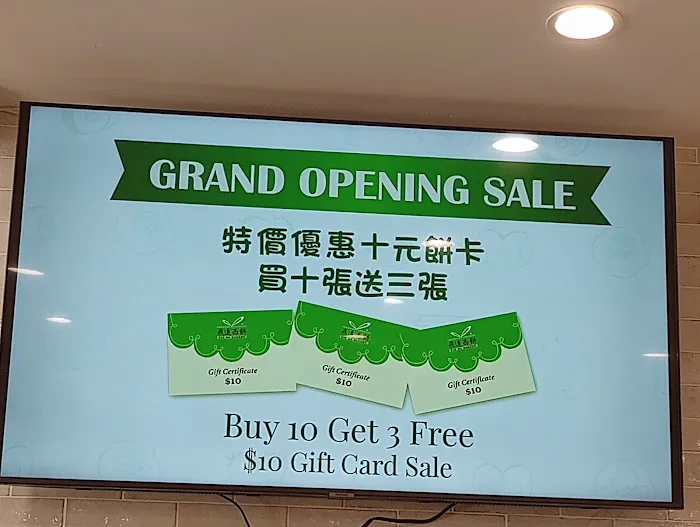 GRAND OPENING SALE
特價優惠十元餅卡
買十張送三張
Gift Certificate
$10
Gift Certificate
$10
Gift Certificate
$10
Buy 10 Get 3 Free
$10 Gift Card Sale